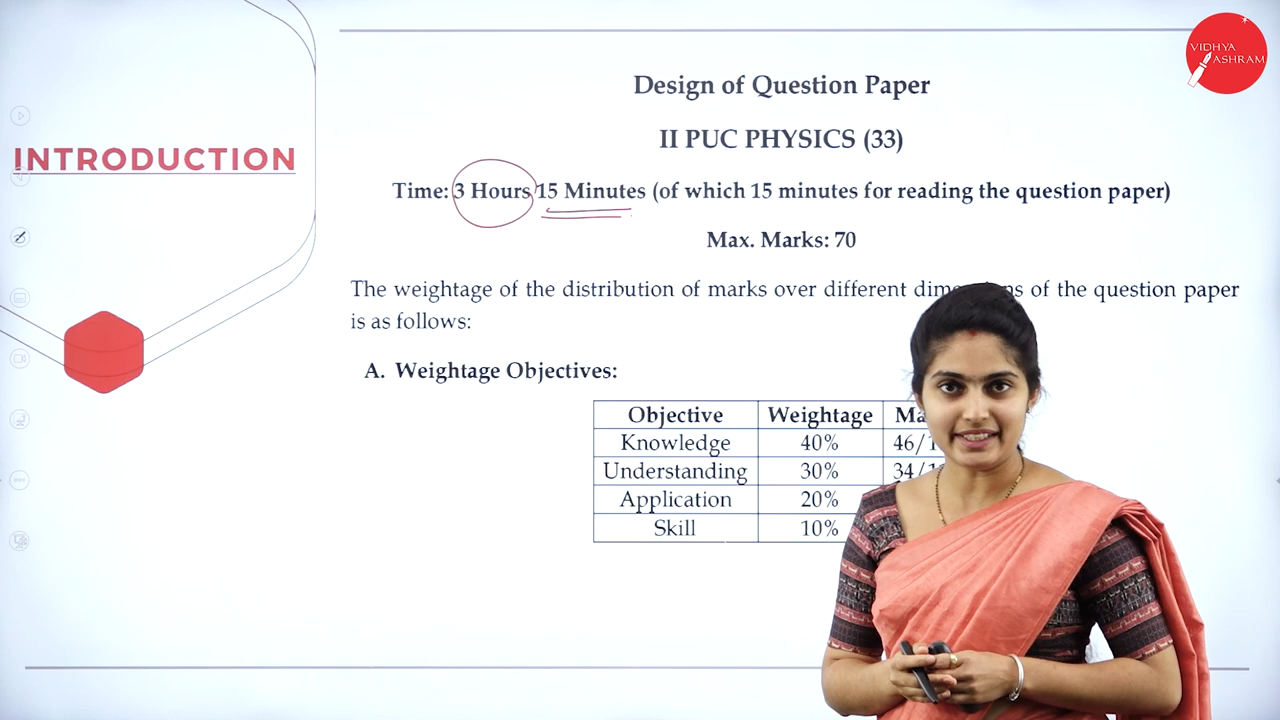 VIDHYA
ASHRAM
Design of Question Paper
II PUC PHYSICS (33)
INTRODUCTION
Time: 3 Hours 15 Minutes (of which 15 minutes for reading the question paper)
Max. Marks: 70
The weightage of the distribution of marks over different of the question paper
is as follows:
A. Weightage Objectives:
Objective Weightage
Knowledge 40%
Understanding 30%
Application 20%
Skill 10%